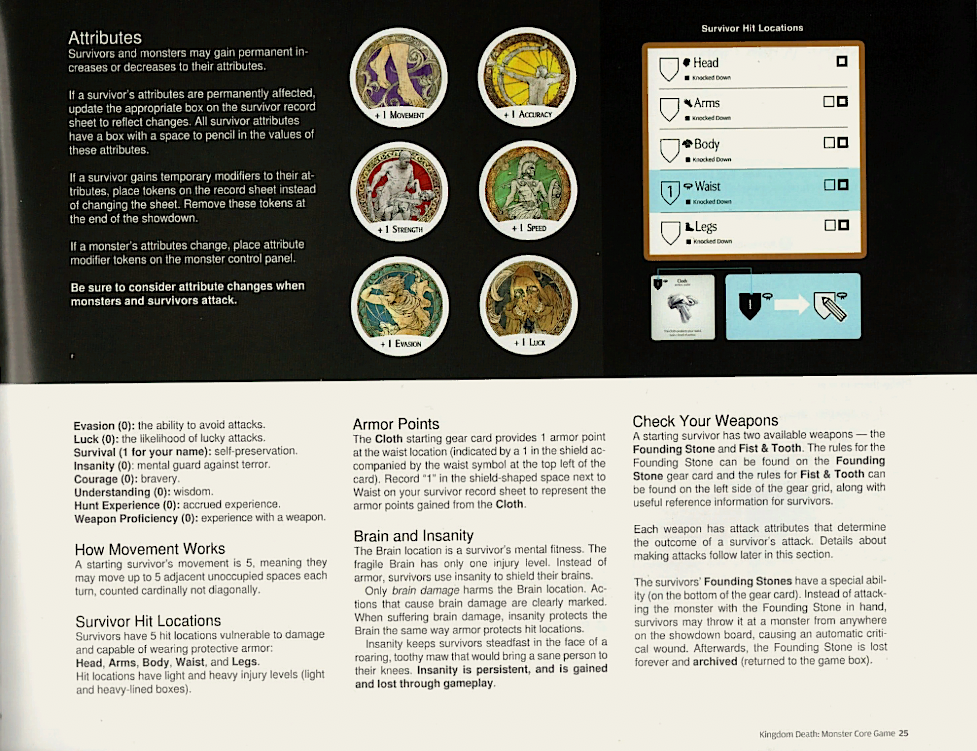 Attributes
Survivors and monsters may gain permanent in-
creases or decreases to their attributes.
If a survivor's attributes are permanently affected,
update the appropriate box on the survivor record
sheet to reflect changes. All survivor attributes
have a box with a space to pencil in the values of
these attributes.
If a survivor gains temporary modifiers to their at-
tributes, place tokens on the record sheet instead
of changing the sheet. Remove these tokens at
the end of the showdown.
If a monster's attributes change, place attribute
modifier tokens on the monster control panel.
Be sure to consider attribute changes when
monsters and survivors attack.
+1 Movement
+1 Accuracy
+1 Strength
+1 Speed
+1 Evasion
+1 Luck
Survivor Hit Locations
Head
Knocked Down
Arms
Knocked Down
Body
Knocked Down
1 Waist
Knocked Down
Legs
Knocked Down
1
Cloth
1
Evasion (0): the ability to avoid attacks.
Luck (0): the likelihood of lucky attacks.
Survival (1 for your name): self-preservation.
Insanity (0): mental guard against terror.
Courage (0): bravery.
Understanding (0): wisdom.
Hunt Experience (0): accrued experience.
Weapon Proficiency (0): experience with a weapon.
How Movement Works
A starting survivor's movement is 5, meaning they
may move up to 5 adjacent unoccupied spaces each
turn, counted cardinally not diagonally.
Survivor Hit Locations
Survivors have 5 hit locations vulnerable to damage
and capable of wearing protective armor:
Head, Arms, Body, Waist, and Legs.
Hit locations have light and heavy injury levels (light
and heavy-lined boxes).
Armor Points
The Cloth starting gear card provides 1 armor point
at the waist location (indicated by a 1 in the shield ac-
companied by the waist symbol at the top left of the
card). Record "1" in the shield-shaped space next to
Waist on your survivor record sheet to represent the
armor points gained from the Cloth.
Brain and Insanity
The Brain location is a survivor's mental fitness. The
fragile Brain has only one injury level. Instead of
armor, survivors use insanity to shield their brains.
Only brain damage harms the Brain location. Ac-
tions that cause brain damage are clearly marked.
When suffering brain damage, insanity protects the
Brain the same way armor protects hit locations.
Insanity keeps survivors steadfast in the face of a
roaring, toothy maw that would bring a sane person to
their knees. Insanity is persistent, and is gained
and lost through gameplay.
Check Your Weapons
A starting survivor has two available weapons — the
Founding Stone and Fist & Tooth. The rules for the
Founding Stone can be found on the Founding
Stone gear card and the rules for Fist & Tooth can
be found on the left side of the gear grid, along with
useful reference information for survivors.
Each weapon has attack attributes that determine
the outcome of a survivor's attack. Details about
making attacks follow later in this section.
The survivors' Founding Stones have a special abil-
ity (on the bottom of the gear card). Instead of attack-
ing the monster with the Founding Stone in hand,
survivors may throw it at a monster from anywhere
on the showdown board, causing an automatic criti-
cal wound. Afterwards, the Founding Stone is lost
forever and archived (returned to the game box).
Kingdom Death: Monster Core Game 25